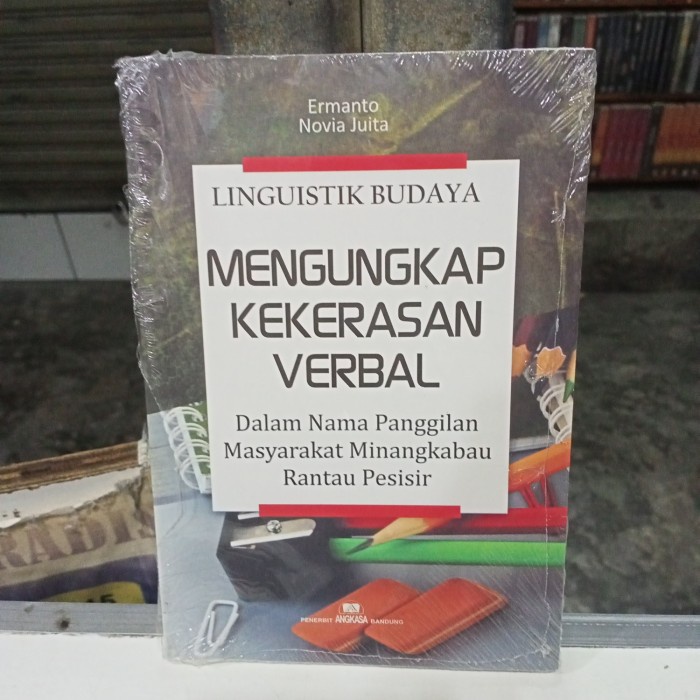 Ermanto
Novia Juita
LINGUISTIK BUDAYA
MENGUNGKAP
KEKERASAN
VERBAL
Dalam Nama Panggilan
Masyarakat Minangkabau
Rantau Pesisir
PENERBIT ANGKASA BANDUNG